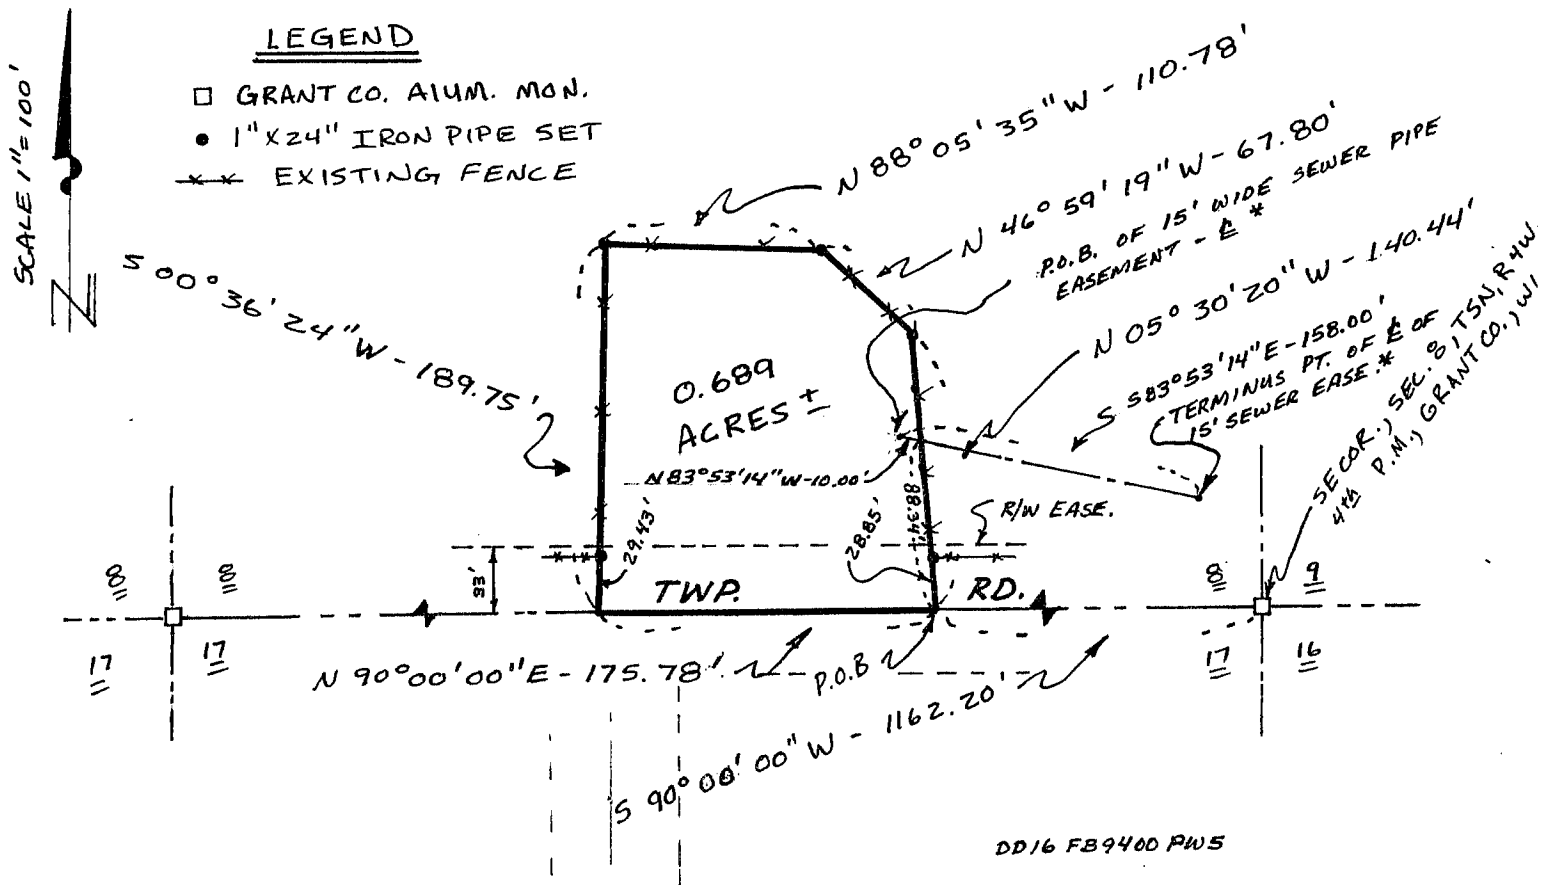 LEGEND
GRANT CO. ALUM. MON.
1" X 24" IRON PIPE SET
EXISTING FENCE
SCALE 1"=100'
N
N 88° 05' 35" W - 110.78'
N 46° 59' 19" W - 67.80'
P.O.B. OF 15' WIDE SEWER PIPE
EASEMENT - ℄ *
N 05° 30' 20" W - 140.44'
S 83° 53' 14" E - 158.00'
TERMINUS PT. OF ℄ OF
15' SEWER EASE. *
SE COR., SEC. 8, T5N, R4W
4th P.M., GRANT CO., WI
S 00° 36' 24" W - 189.75'
0.689
ACRES ±
N 83° 53' 14" W - 10.00'
29.43'
28.85'
88.34'
R/W EASE.
33'
TWP. RD.
8 8
17 17
8 9
17 16
N 90° 00' 00" E - 175.78'
P.O.B
S 90° 00' 00" W - 1162.20'
DD16 FB9400 PW5